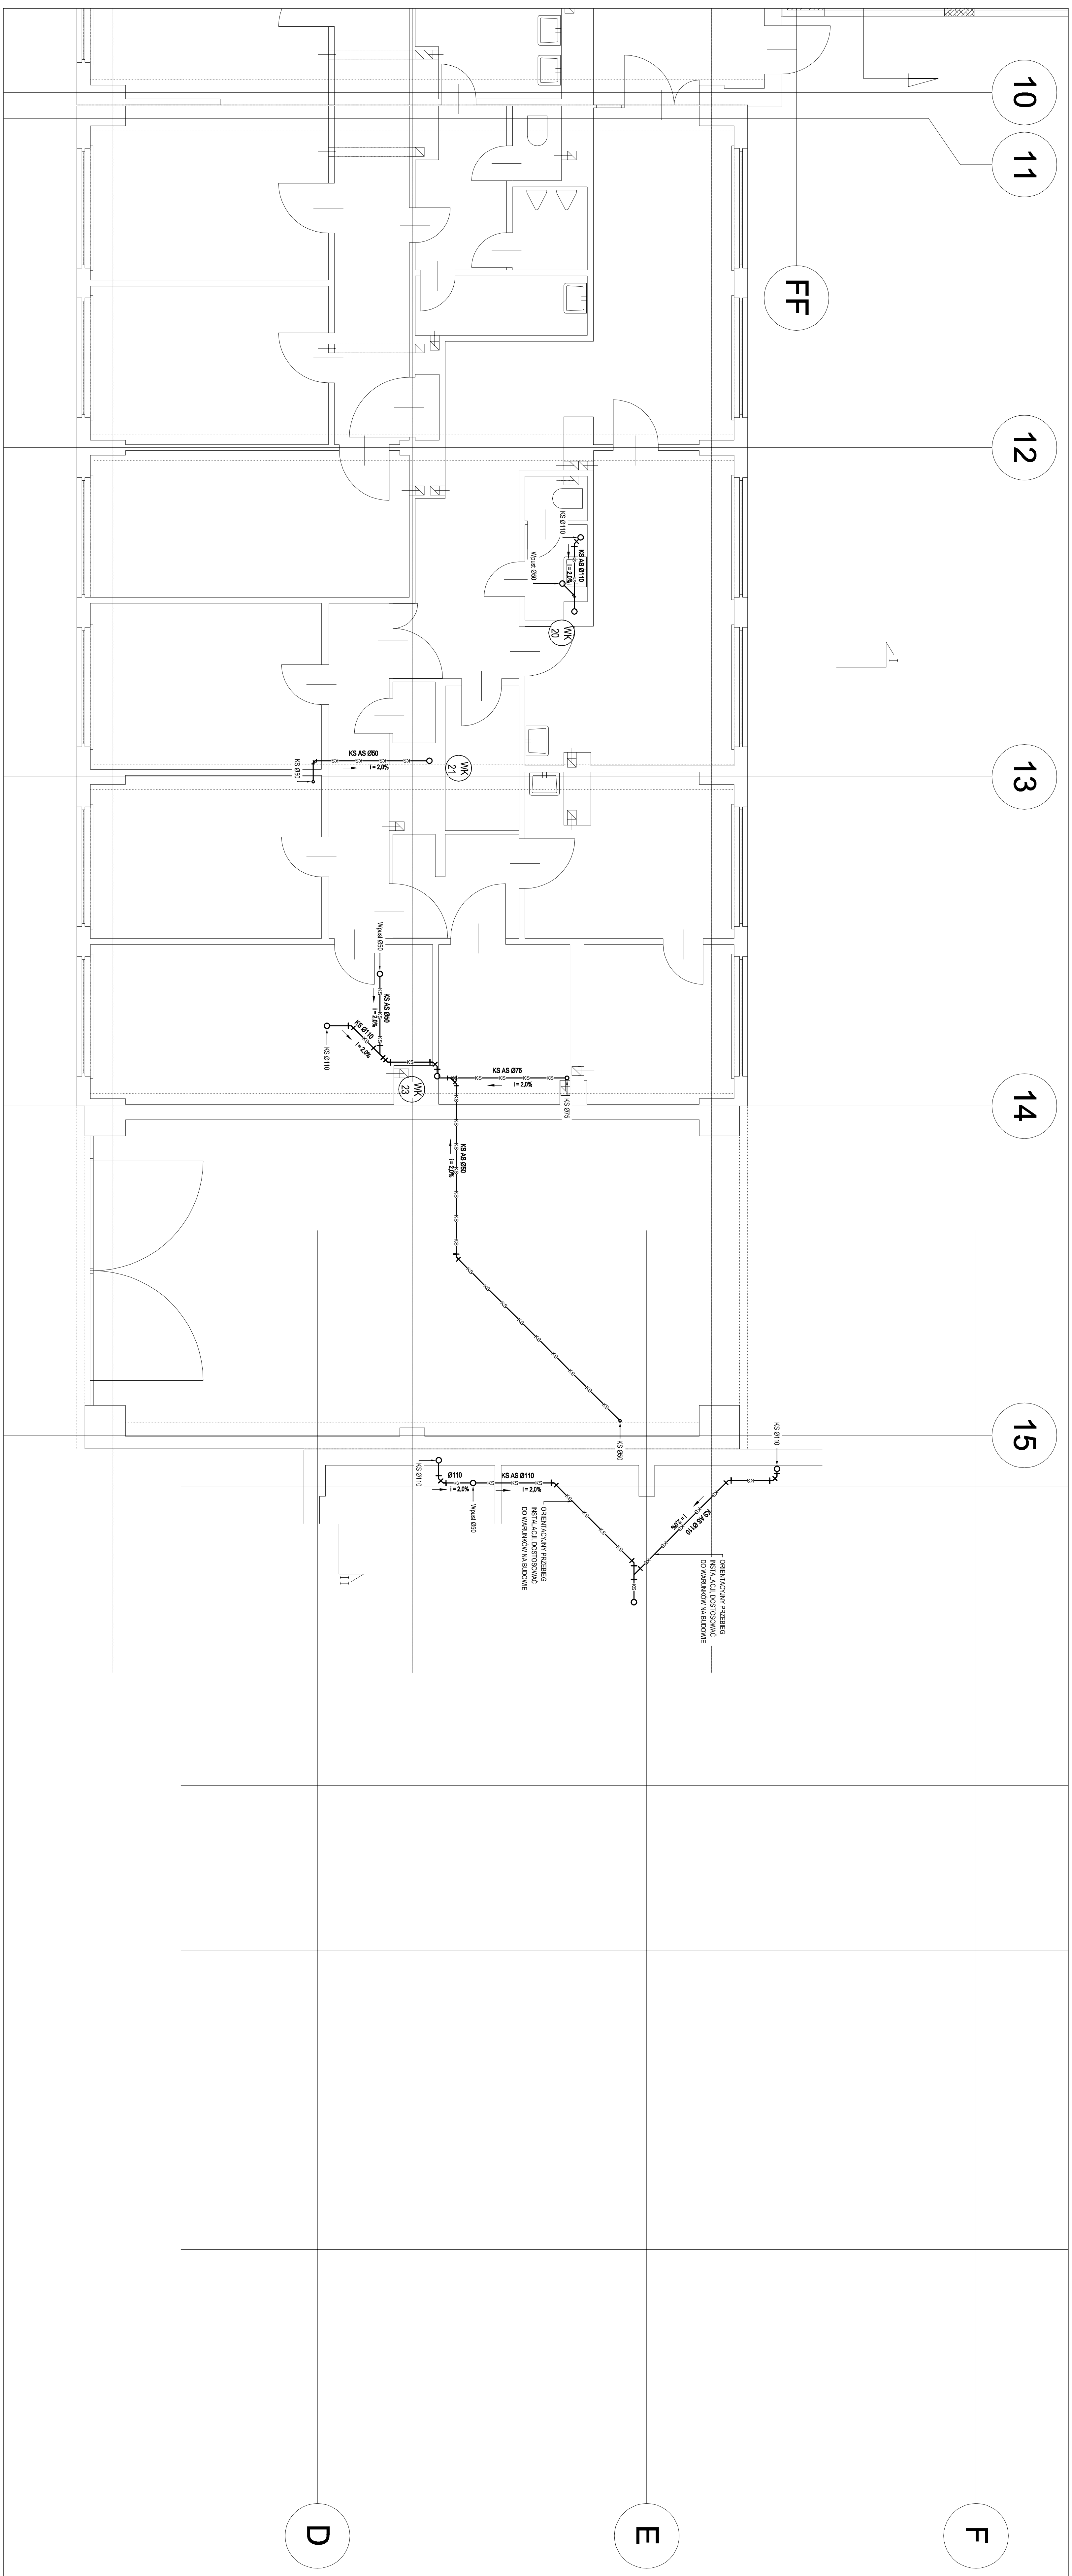 10
11
FF
12
KS Ø110
KS AS Ø110
i = 2,0%
Wpust Ø50
WK
20
KS AS Ø50
i = 2,0%
KS Ø50
WK
21
13
Wpust Ø50
KS AS Ø50
i = 2,0%
KS Ø110
i = 2,0%
KS Ø110
WK
23
KS AS Ø75
i = 2,0%
KS Ø75
14
KS AS Ø50
i = 2,0%
KS Ø50
15
KS Ø110
Ø110
i = 2,0%
Wpust Ø50
KS AS Ø110
i = 2,0%
ORIENTACYJNY PRZEBIEG
INSTALACJI, DOSTOSOWAĆ
DO WARUNKÓW NA BUDOWIE
KS Ø110
KS AS Ø110
i = 2,0%
ORIENTACYJNY PRZEBIEG
INSTALACJI, DOSTOSOWAĆ
DO WARUNKÓW NA BUDOWIE
D
E
F